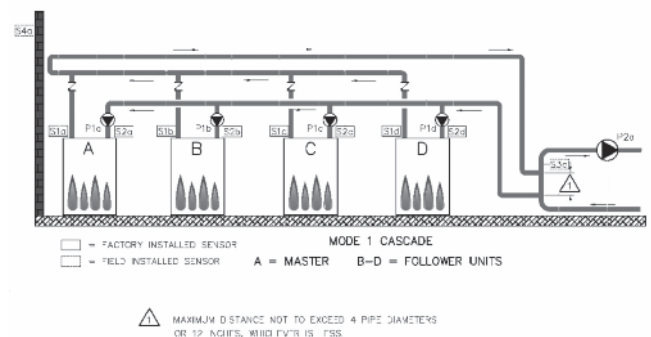 S4a
P1a
P1b
P1c
P1d
S1a
S2a
S1b
S2b
S1c
S2c
S1d
S2d
A
B
C
D
P2a
S3a
1
= FACTORY INSTALLED SENSOR
= FIELD INSTALLED SENSOR
MODE 1 CASCADE
A = MASTER B-D = FOLLOWER UNITS
1
MAXIMUM DISTANCE NOT TO EXCEED 4 PIPE DIAMETERS
OR 12 INCHES, WHICHEVER IS LESS.